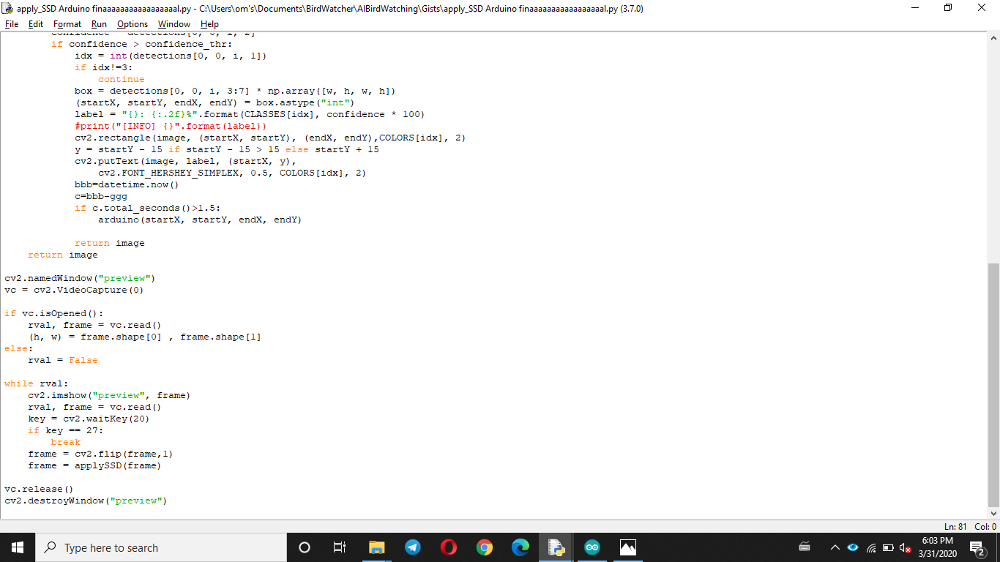 apply_SSD Arduino finaaaaaaaaaaaaaaaaal.py - C:\Users\om's\Documents\BirdWatcher\AIBirdWatching\Gists\apply_SSD Arduino finaaaaaaaaaaaaaaaaal.py (3.7.0)
File Edit Format Run Options Window Help
confidence = detections[0, 0, i, 2]
if confidence > confidence_thr:
idx = int(detections[0, 0, i, 1])
if idx!=3:
continue
box = detections[0, 0, i, 3:7] * np.array([w, h, w, h])
(startX, startY, endX, endY) = box.astype("int")
label = "{}: {:.2f}%".format(CLASSES[idx], confidence * 100)
#print("[INFO] {}".format(label))
cv2.rectangle(image, (startX, startY), (endX, endY),COLORS[idx], 2)
y = startY - 15 if startY - 15 > 15 else startY + 15
cv2.putText(image, label, (startX, y),
cv2.FONT_HERSHEY_SIMPLEX, 0.5, COLORS[idx], 2)
bbb=datetime.now()
c=bbb-ggg
if c.total_seconds()>1.5:
arduino(startX, startY, endX, endY)
return image
return image
cv2.namedWindow("preview")
vc = cv2.VideoCapture(0)
if vc.isOpened():
rval, frame = vc.read()
(h, w) = frame.shape[0] , frame.shape[1]
else:
rval = False
while rval:
cv2.imshow("preview", frame)
rval, frame = vc.read()
key = cv2.waitKey(20)
if key == 27:
break
frame = cv2.flip(frame,1)
frame = applySSD(frame)
vc.release()
cv2.destroyWindow("preview")
Ln: 81 Col: 0
Type here to search
6:03 PM
3/31/2020
2